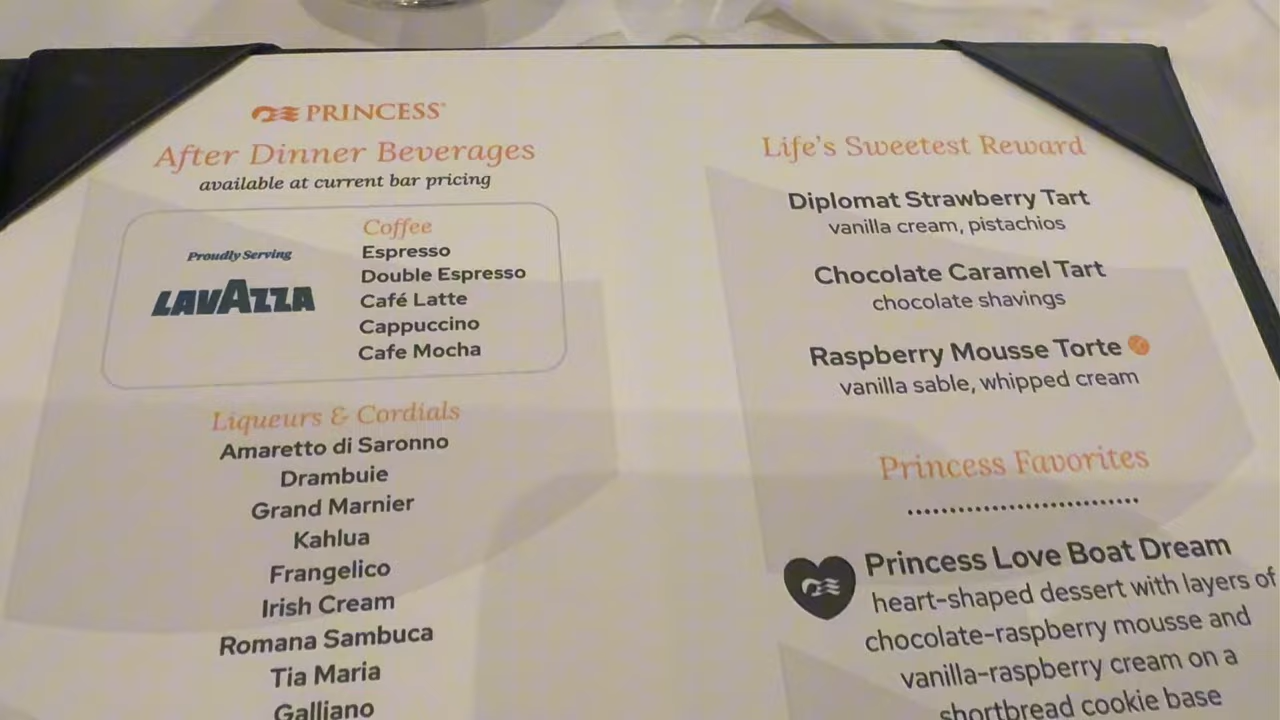 PRINCESS
After Dinner Beverages
available at current bar pricing
Proudly Serving
LAVAZZA
Coffee
Espresso
Double Espresso
Café Latte
Cappuccino
Cafe Mocha
Liqueurs & Cordials
Amaretto di Saronno
Drambuie
Grand Marnier
Kahlua
Frangelico
Irish Cream
Romana Sambuca
Tia Maria
Galliano
Life's Sweetest Reward
Diplomat Strawberry Tart
vanilla cream, pistachios
Chocolate Caramel Tart
chocolate shavings
Raspberry Mousse Torte
vanilla sable, whipped cream
Princess Favorites
Princess Love Boat Dream
heart-shaped dessert with layers of
chocolate-raspberry mousse and
vanilla-raspberry cream on a
shortbread cookie base